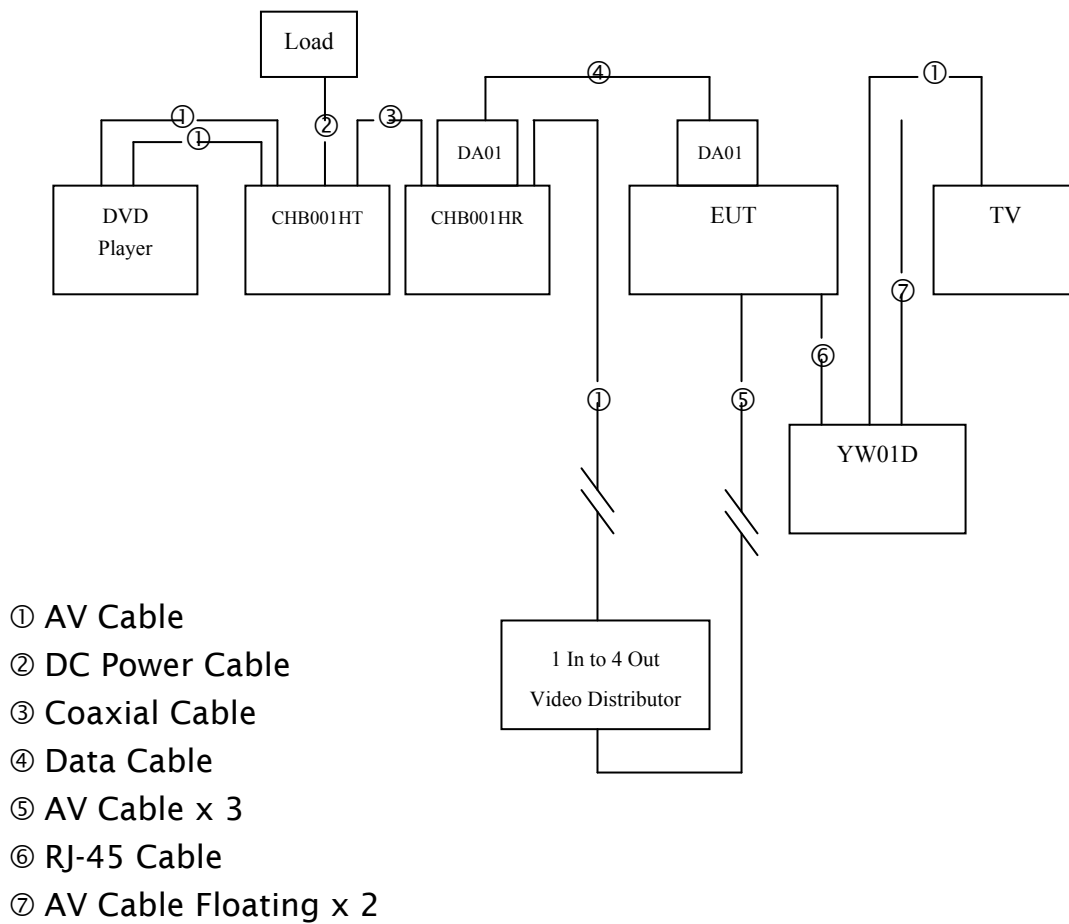 Load
④
①
①
①
②
③
DA01
DA01
DVD
Player
CHB001HT
CHB001HR
EUT
TV
⑦
⑥
①
⑤
YW01D
1 In to 4 Out
Video Distributor
① AV Cable
② DC Power Cable
③ Coaxial Cable
④ Data Cable
⑤ AV Cable x 3
⑥ RJ-45 Cable
⑦ AV Cable Floating x 2